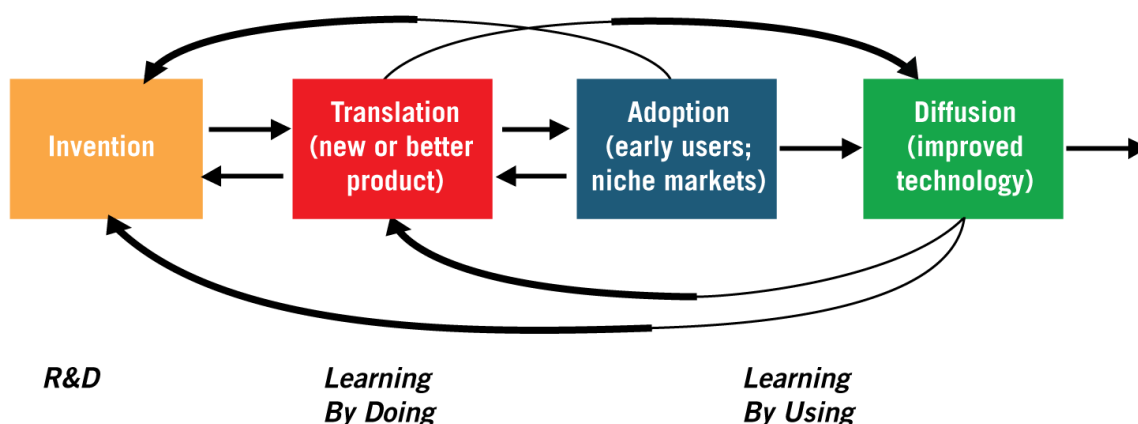 Invention
Translation
(new or better
product)
Adoption
(early users;
niche markets)
Diffusion
(improved
technology)
R&D
Learning
By Doing
Learning
By Using